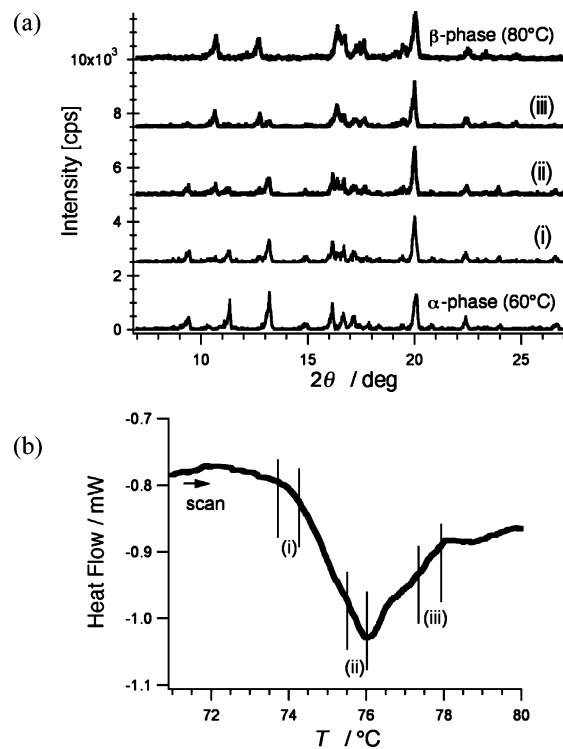 (a)
β-phase (80°C)
10x10³
(iii)
8
(ii)
6
(i)
4
2
α-phase (60°C)
0
Intensity [cps]
10 15 20 25
2θ / deg
(b)
-0.7
-0.8
scan
-0.9
(i)
(iii)
-1.0
(ii)
-1.1
Heat Flow / mW
72 74 76 78 80
T / °C